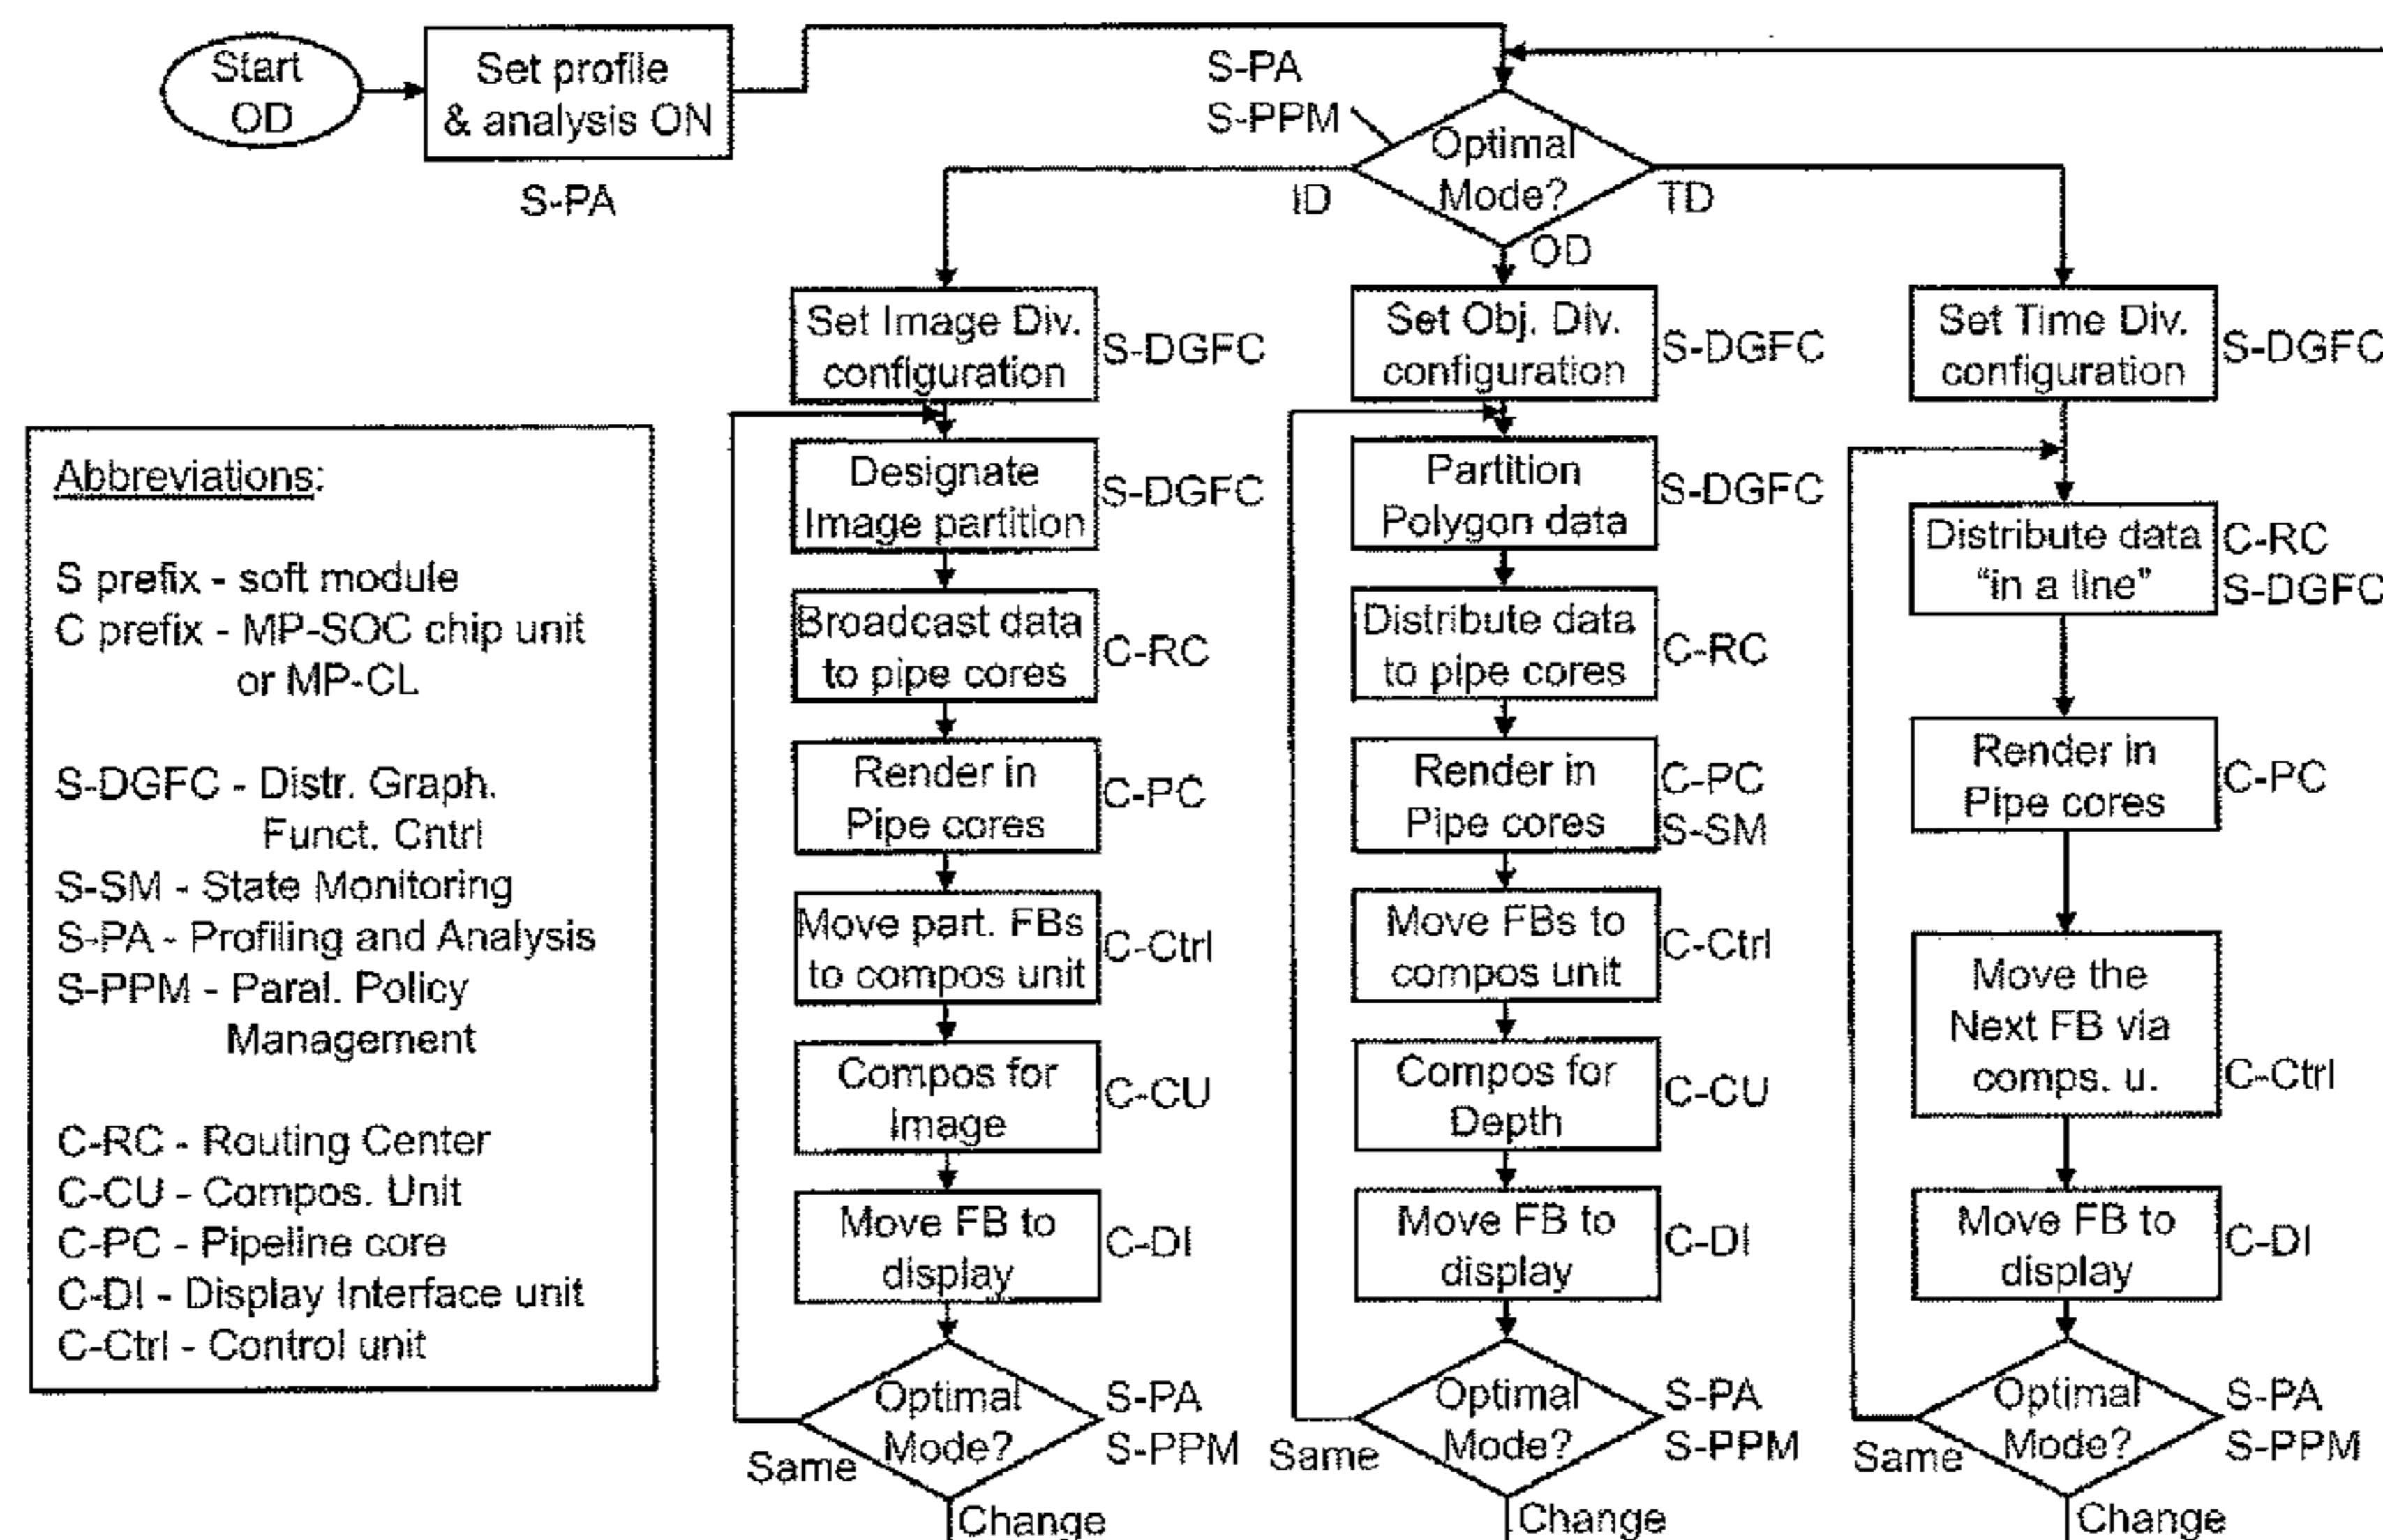 Start
OD
Set profile
& analysis ON
S-PA
S-PA
S-PPM
Optimal
Mode?
ID
OD
TD
Set Image Div.
configuration
S-DGFC
Designate
Image partition
S-DGFC
Broadcast data
to pipe cores
C-RC
Render in
Pipe cores
C-PC
Move part. FBs
to compos unit
C-Ctrl
Compos for
Image
C-CU
Move FB to
display
C-DI
Optimal
Mode?
S-PA
S-PPM
Same
Change
Set Obj. Div.
configuration
S-DGFC
Partition
Polygon data
S-DGFC
Distribute data
to pipe cores
C-RC
Render in
Pipe cores
C-PC
S-SM
Move FBs to
compos unit
C-Ctrl
Compos for
Depth
C-CU
Move FB to
display
C-DI
Optimal
Mode?
S-PA
S-PPM
Same
Change
Set Time Div.
configuration
S-DGFC
Distribute data
“in a line”
C-RC
S-DGFC
Render in
Pipe cores
C-PC
Move the
Next FB via
comps. u.
C-Ctrl
Move FB to
display
C-DI
Optimal
Mode?
S-PA
S-PPM
Same
Change
Abbreviations:
S prefix - soft module
C prefix - MP-SOC chip unit
or MP-CL
S-DGFC - Distr. Graph.
Funct. Cntrl
S-SM - State Monitoring
S-PA - Profiling and Analysis
S-PPM - Paral. Policy
Management
C-RC - Routing Center
C-CU - Compos. Unit
C-PC - Pipeline core
C-DI - Display Interface unit
C-Ctrl - Control unit